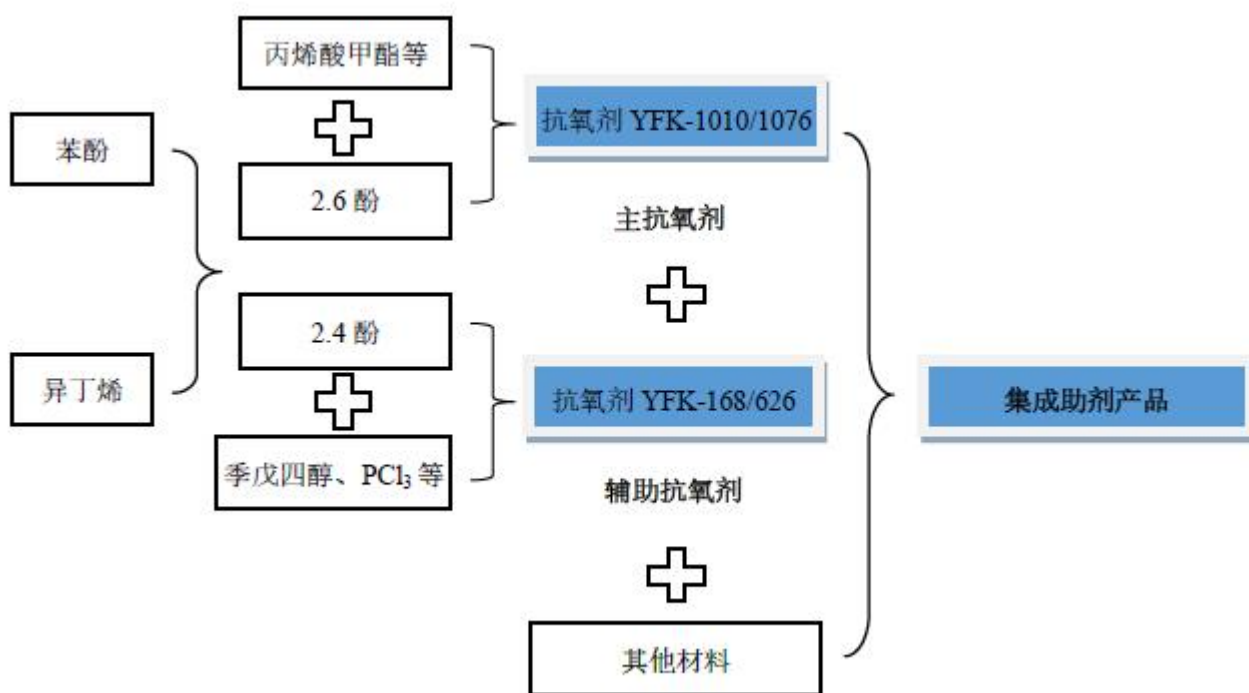 丙烯酸甲酯等
抗氧剂 YFK-1010/1076
苯酚
2.6 酚
主抗氧剂
2.4 酚
异丁烯
抗氧剂 YFK-168/626
集成助剂产品
季戊四醇、PCl₃ 等
辅助抗氧剂
其他材料